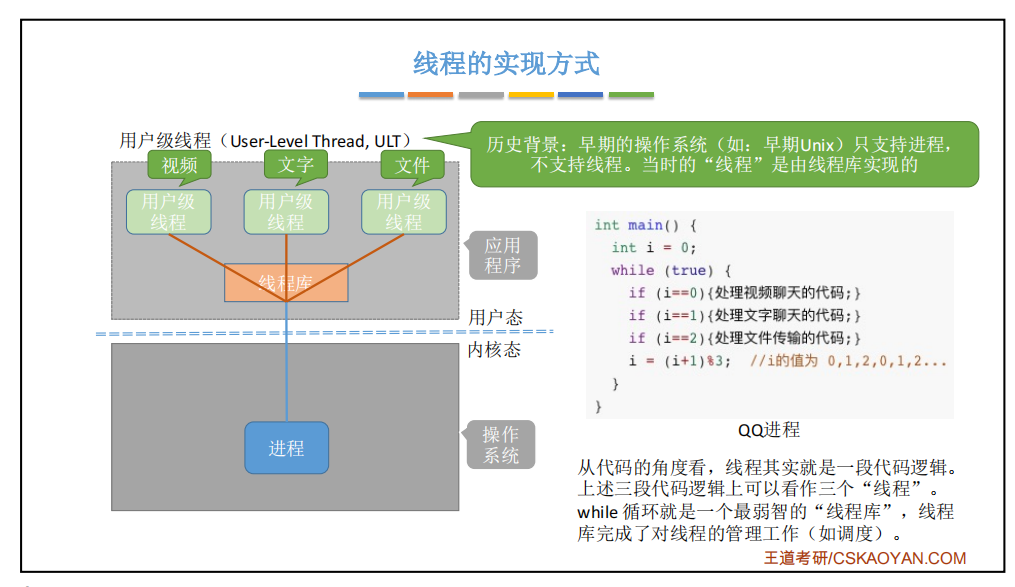 线程的实现方式
用户级线程（User-Level Thread, ULT）
历史背景：早期的操作系统（如：早期Unix）只支持进程，
不支持线程。当时的“线程”是由线程库实现的
视频
文字
文件
用户级
线程
用户级
线程
用户级
线程
线程库
应用
程序
用户态
内核态
进程
操作
系统
int main() {
int i = 0;
while (true) {
if (i==0){处理视频聊天的代码;}
if (i==1){处理文字聊天的代码;}
if (i==2){处理文件传输的代码;}
i = (i+1)%3; //i的值为 0,1,2,0,1,2...
}
}
QQ进程
从代码的角度看，线程其实就是一段代码逻辑。
上述三段代码逻辑上可以看作三个“线程”。
while 循环就是一个最弱智的“线程库”，线程
库完成了对线程的管理工作（如调度）。
王道考研/CSKAOYAN.COM